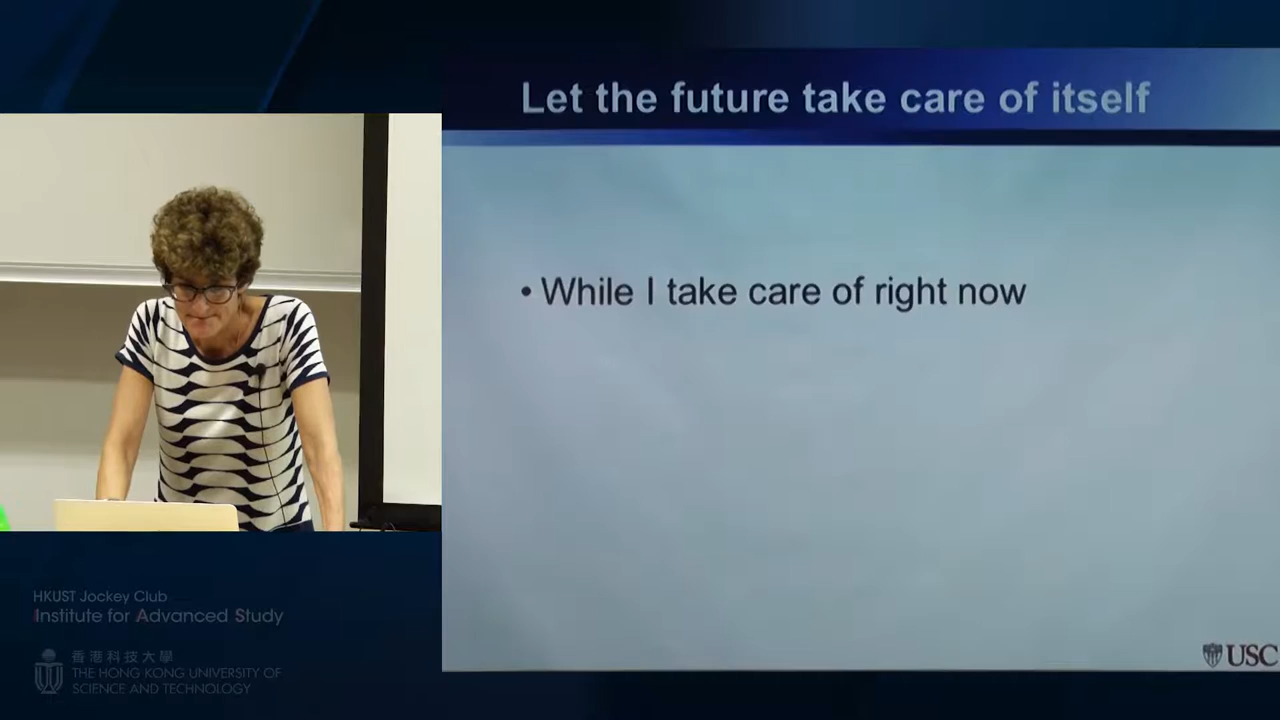 Let the future take care of itself
• While I take care of right now
USC
HKUST Jockey Club
Institute for Advanced Study
香港科技大學
THE HONG KONG UNIVERSITY OF
SCIENCE AND TECHNOLOGY